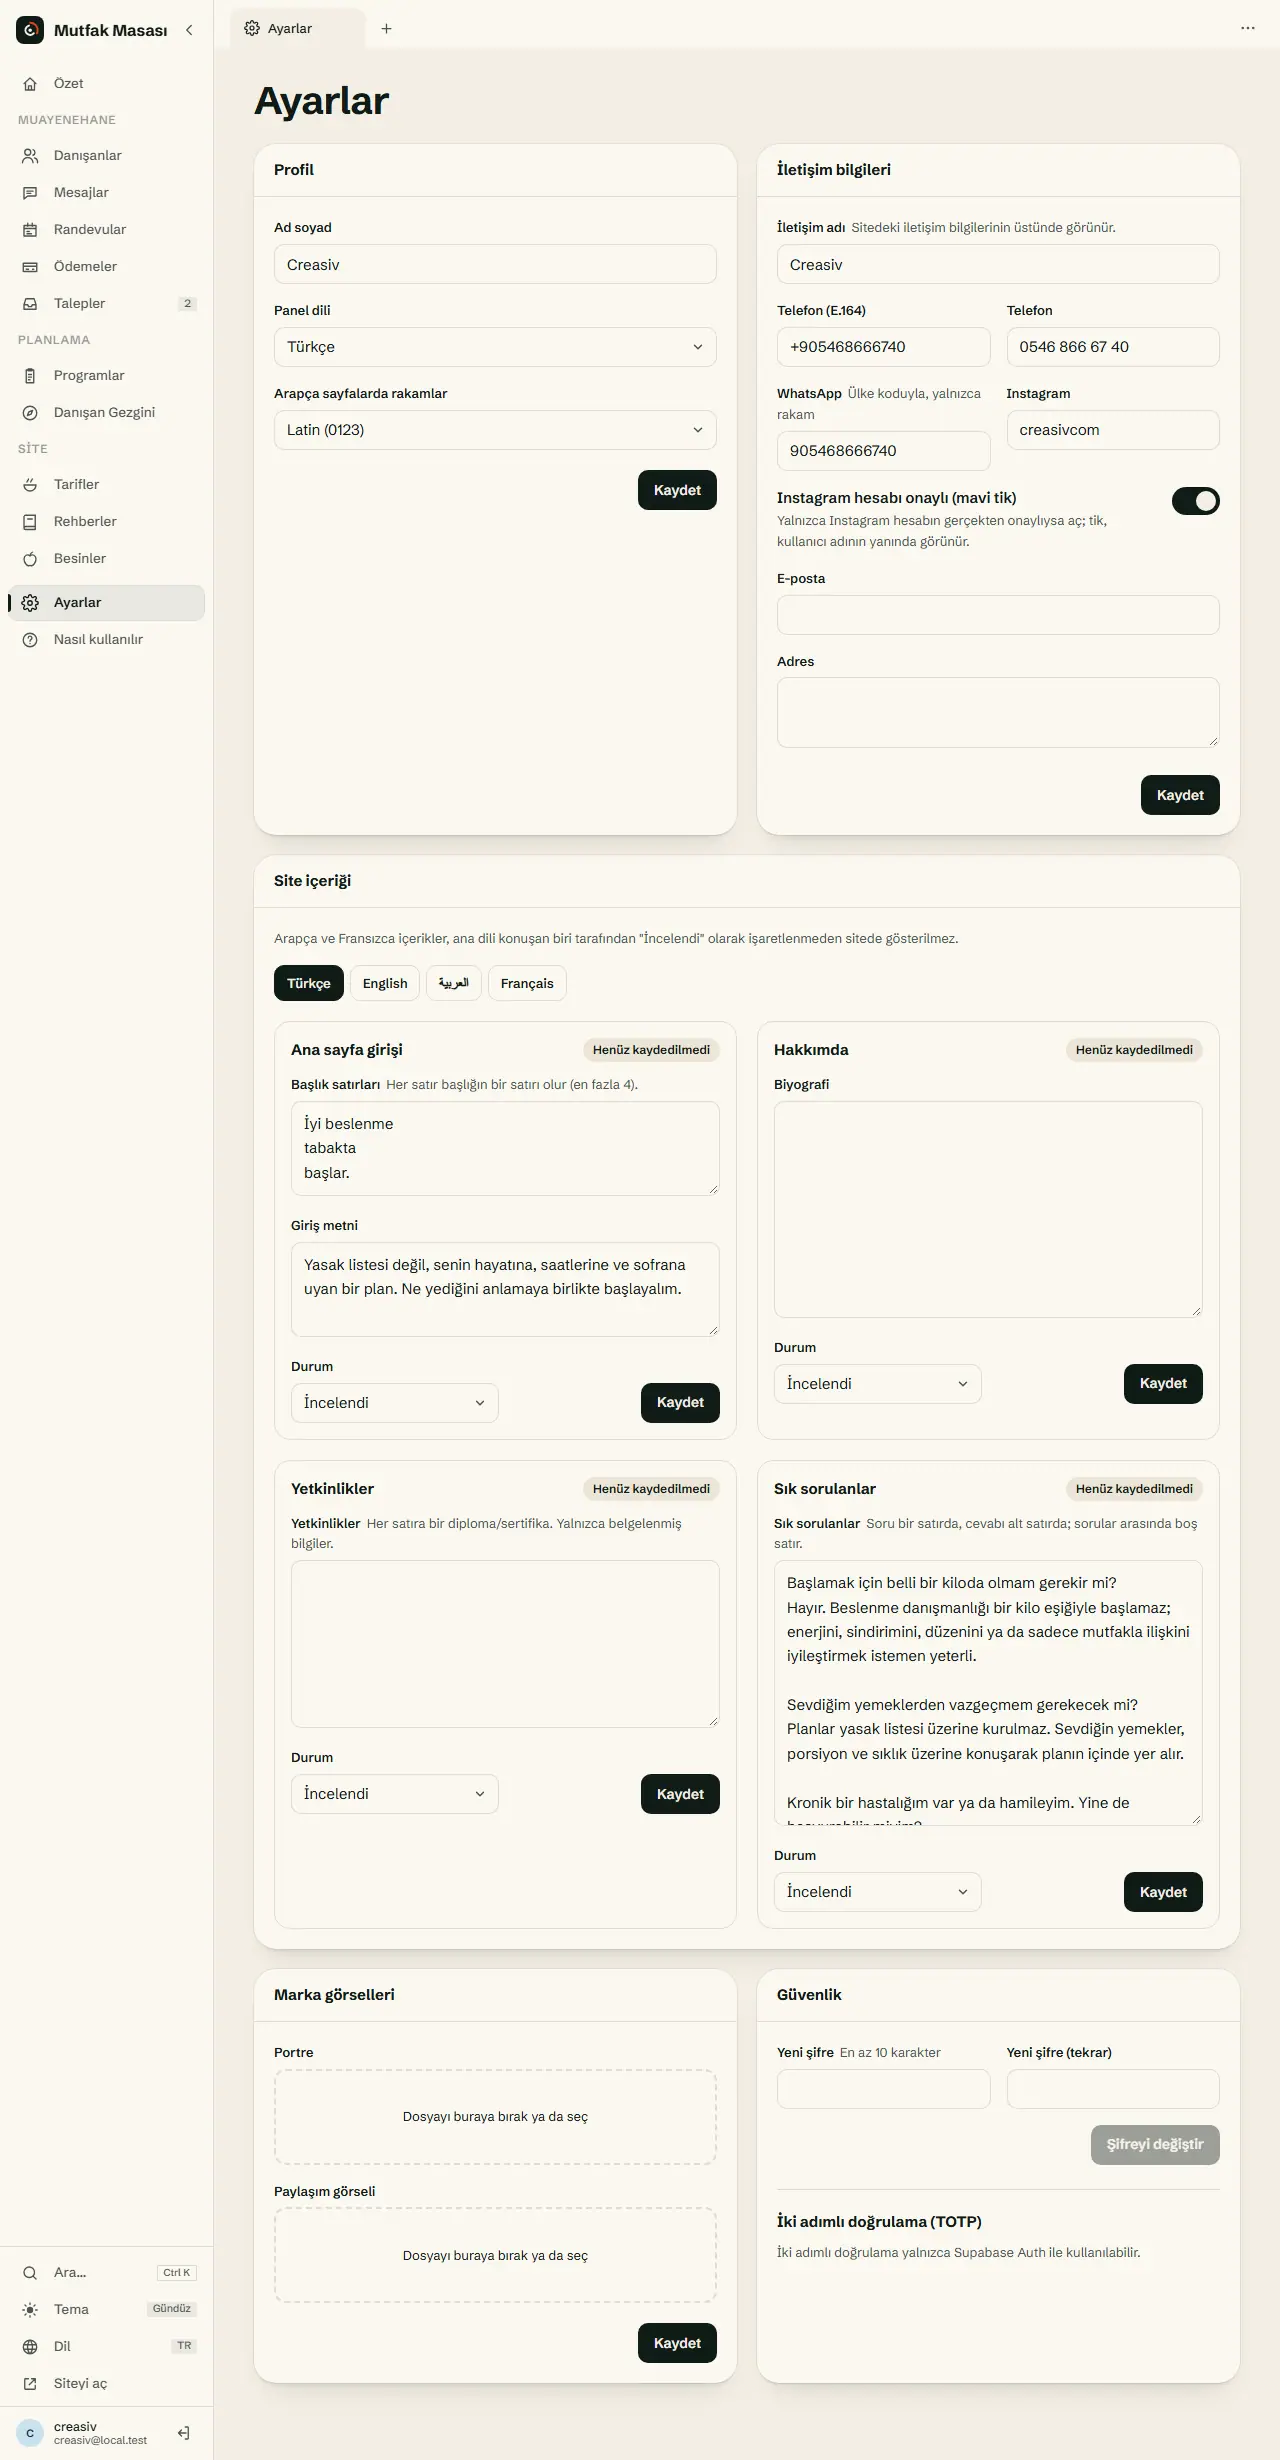 Mutfak Masası
Özet
MUAYENEHANE
Danışanlar
Mesajlar
Randevular
Ödemeler
Talepler 2
PLANLAMA
Programlar
Danışan Gezgini
SİTE
Tarifler
Rehberler
Besinler
Ayarlar
Nasıl kullanılır
Ara... Ctrl K
Tema Gündüz
Dil TR
Siteyi aç
C
creasiv
creasiv@local.test
Ayarlar
Ayarlar
Profil
Ad soyad
Creasiv
Panel dili
Türkçe
Arapça sayfalarda rakamlar
Latin (0123)
Kaydet
İletişim bilgileri
İletişim adı Sitedeki iletişim bilgilerinin üstünde görünür.
Creasiv
Telefon (E.164) Telefon
+905468666740 0546 866 67 40
WhatsApp Ülke koduyla, yalnızca
rakam
905468666740
Instagram
creasivcom
Instagram hesabı onaylı (mavi tik)
Yalnızca Instagram hesabın gerçekten onaylıysa aç; tik,
kullanıcı adının yanında görünür.
E-posta
Adres
Kaydet
Site içeriği
Arapça ve Fransızca içerikler, ana dili konuşan biri tarafından "İncelendi" olarak işaretlenmeden sitede gösterilmez.
Türkçe English العربية Français
Ana sayfa girişi Henüz kaydedilmedi
Başlık satırları Her satır başlığın bir satırı olur (en fazla 4).
İyi beslenme
tabakta
başlar.
Giriş metni
Yasak listesi değil, senin hayatına, saatlerine ve sofrana
uyan bir plan. Ne yediğini anlamaya birlikte başlayalım.
Durum
İncelendi Kaydet
Hakkımda Henüz kaydedilmedi
Biyografi
Durum
İncelendi Kaydet
Yetkinlikler Henüz kaydedilmedi
Yetkinlikler Her satıra bir diploma/sertifika. Yalnızca belgelenmiş
bilgiler.
Durum
İncelendi Kaydet
Sık sorulanlar Henüz kaydedilmedi
Sık sorulanlar Soru bir satırda, cevabı alt satırda; sorular arasında boş
satır.
Başlamak için belli bir kiloda olmam gerekir mi?
Hayır. Beslenme danışmanlığı bir kilo eşiğiyle başlamaz;
enerjini, sindirimini, düzenini ya da sadece mutfakla ilişkini
iyileştirmek istemen yeterli.
Sevdiğim yemeklerden vazgeçmem gerekecek mi?
Planlar yasak listesi üzerine kurulmaz. Sevdiğin yemekler,
porsiyon ve sıklık üzerine konuşarak planın içinde yer alır.
Kronik bir hastalığım var ya da hamileyim. Yine de
Durum
İncelendi Kaydet
Marka görselleri
Portre
Dosyayı buraya bırak ya da seç
Paylaşım görseli
Dosyayı buraya bırak ya da seç
Kaydet
Güvenlik
Yeni şifre En az 10 karakter Yeni şifre (tekrar)
Şifreyi değiştir
İki adımlı doğrulama (TOTP)
İki adımlı doğrulama yalnızca Supabase Auth ile kullanılabilir.